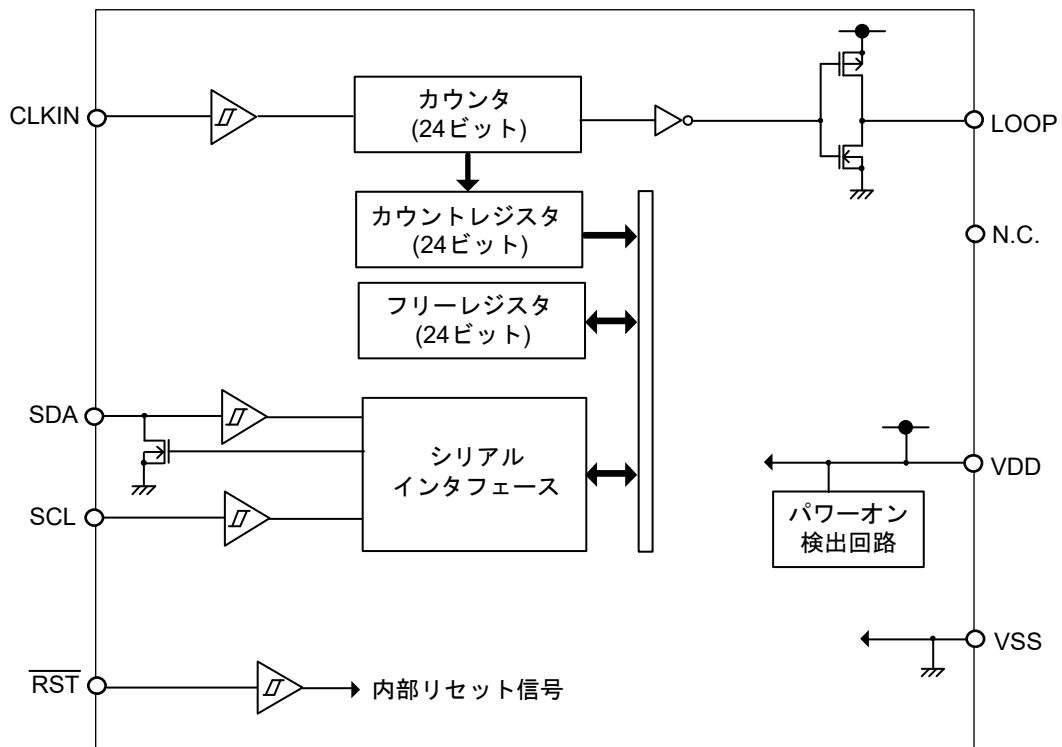 CLKIN
カウンタ
(24ビット)
LOOP
カウントレジスタ
(24ビット)
N.C.
フリーレジスタ
(24ビット)
SDA
シリアル
インタフェース
VDD
SCL
パワーオン
検出回路
VSS
RST
内部リセット信号